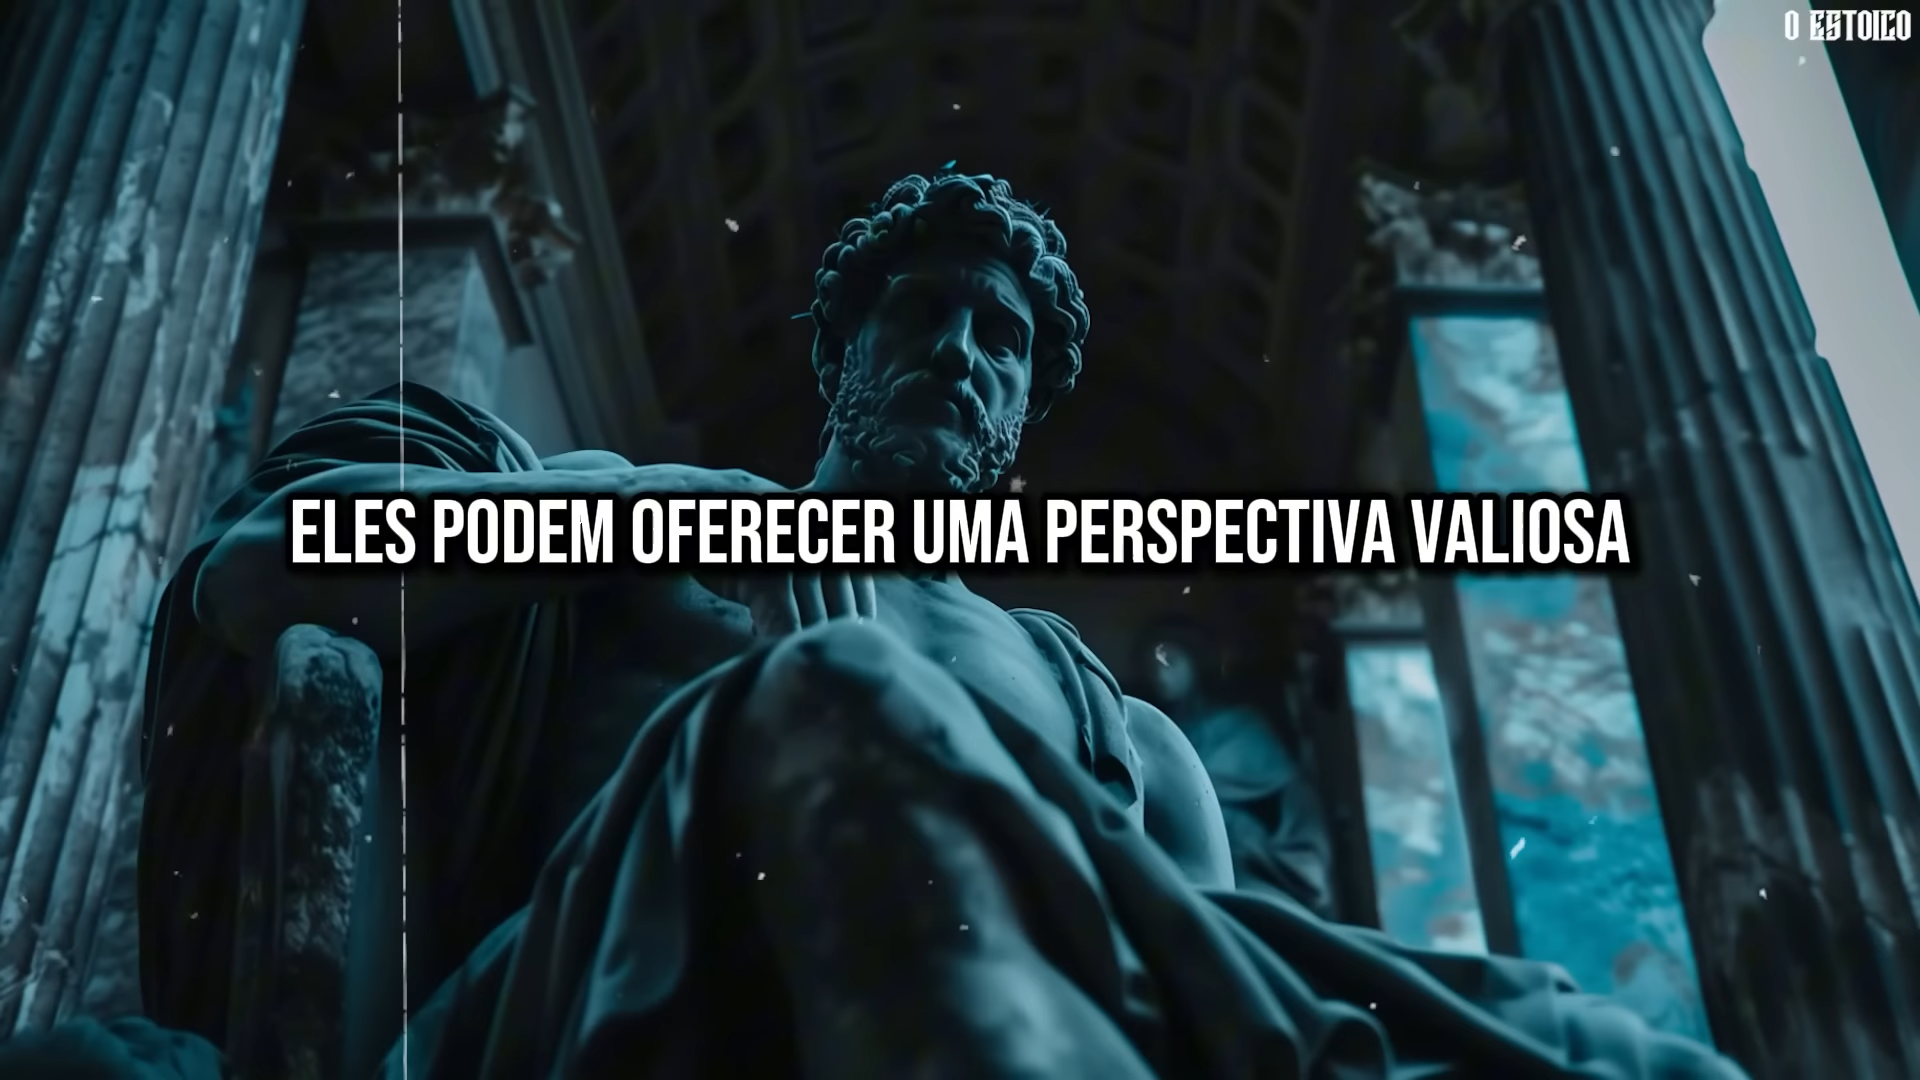 O ESTOICO
ELES PODEM OFERECER UMA PERSPECTIVA VALIOSA